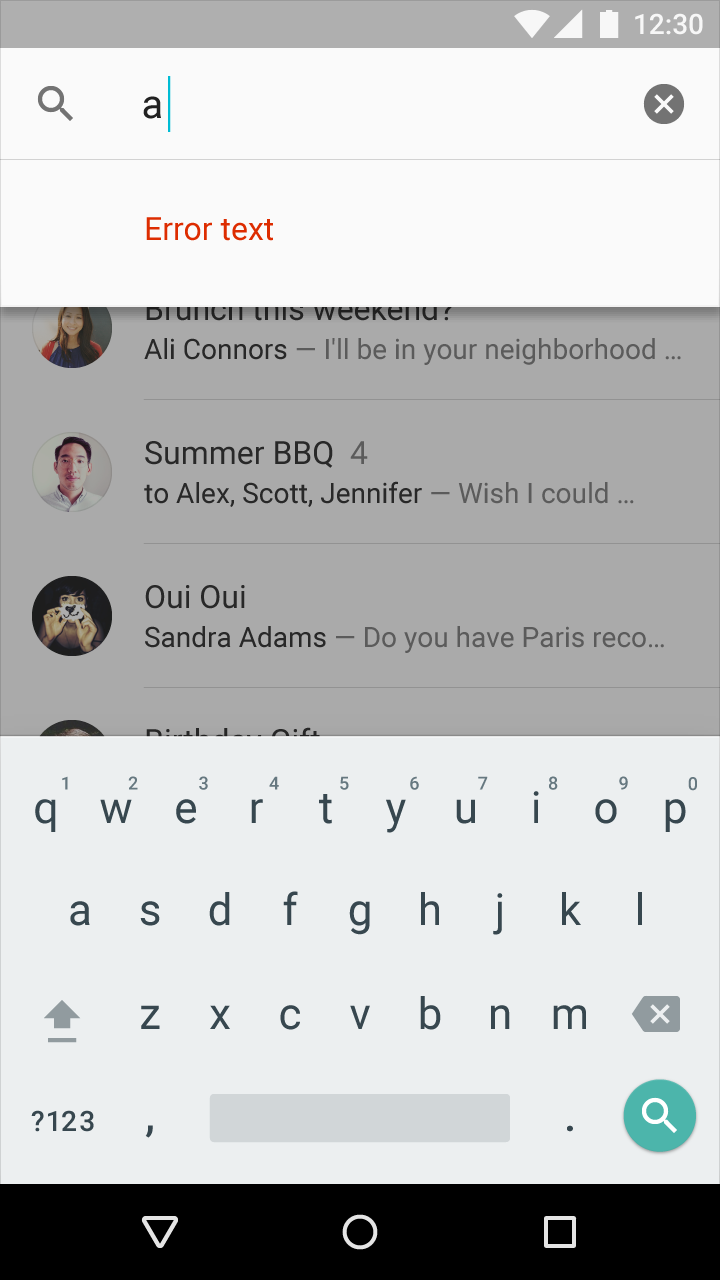 12:30
a
Error text
Brunch this weekend?
Ali Connors — I'll be in your neighborhood ...
Summer BBQ 4
to Alex, Scott, Jennifer — Wish I could ...
Oui Oui
Sandra Adams — Do you have Paris reco...
Birthday Gift
1 2 3 4 5 6 7 8 9 0
q w e r t y u i o p
a s d f g h j k l
z x c v b n m
?123 , .